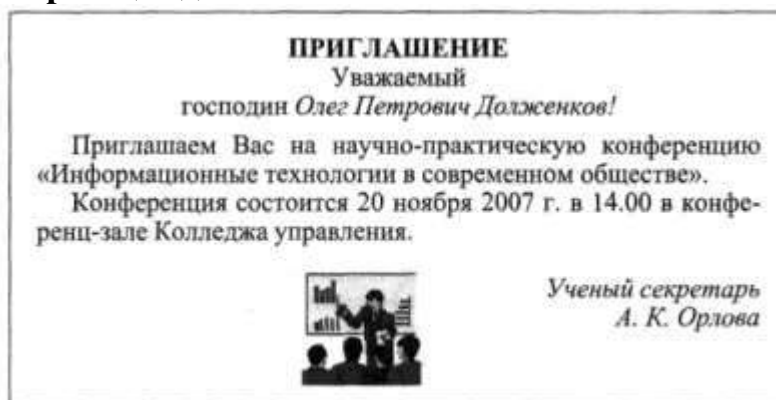 ПРИГЛАШЕНИЕ
Уважаемый
господин Олег Петрович Долженков!
Приглашаем Вас на научно-практическую конференцию
«Информационные технологии в современном обществе».
Конференция состоится 20 ноября 2007 г. в 14.00 в конфе-
ренц-зале Колледжа управления.
Ученый секретарь
А. К. Орлова